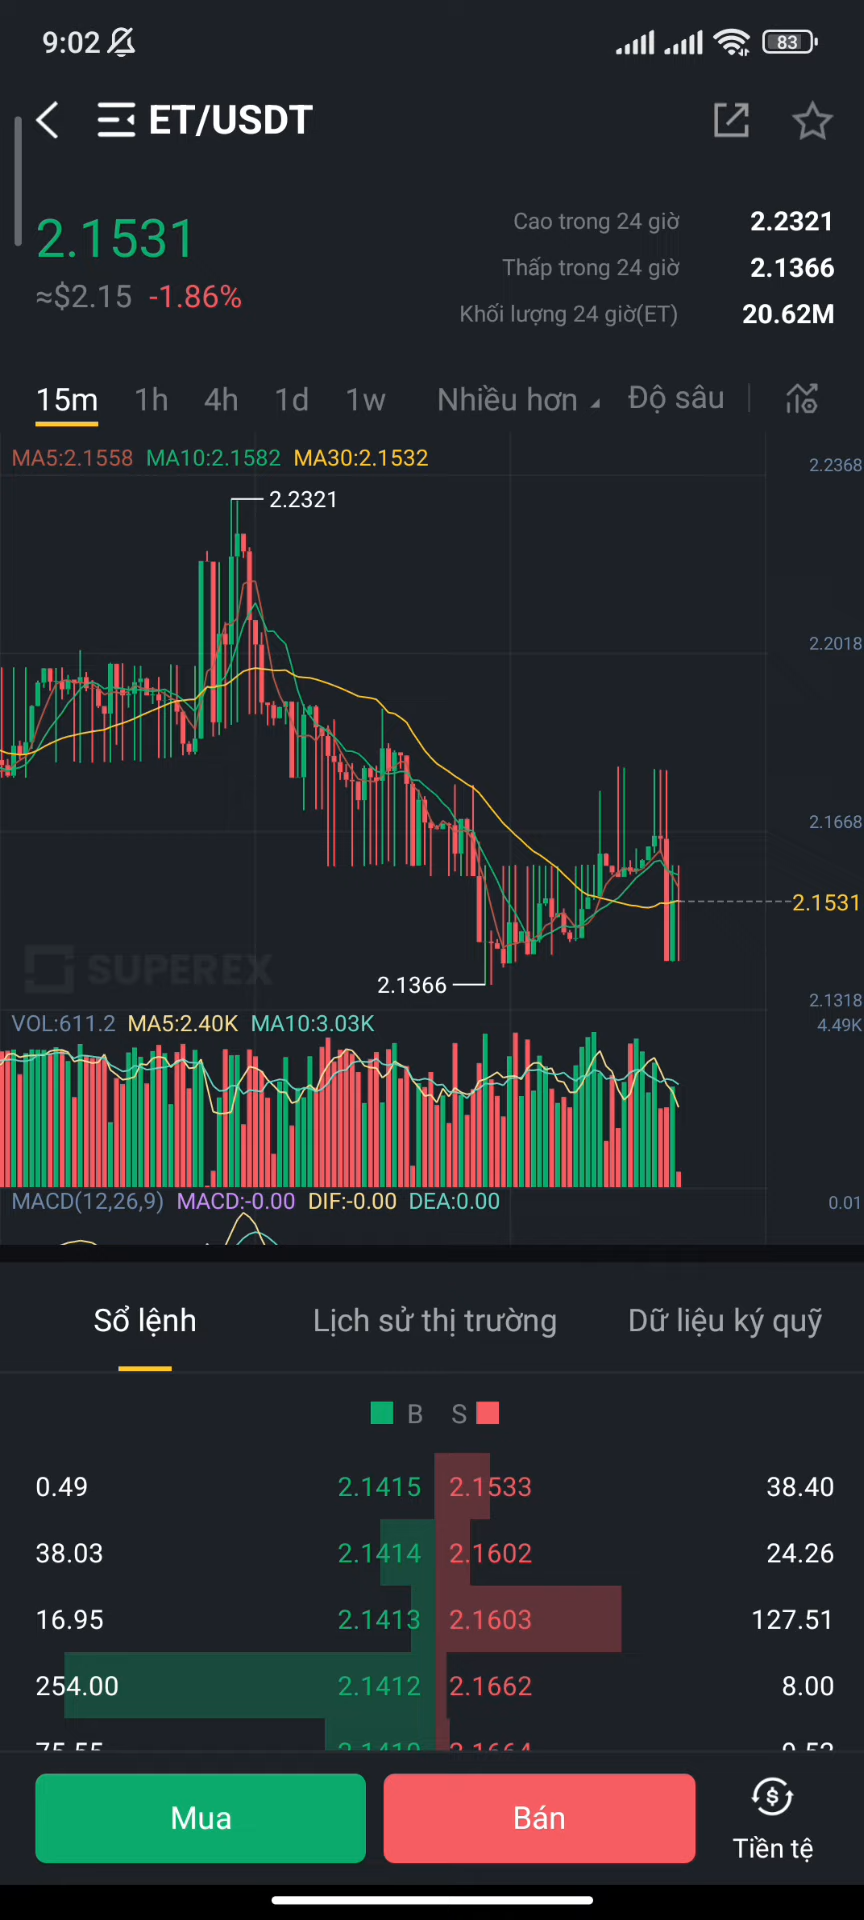 9:02 83
ET/USDT
2.1531
≈$2.15 -1.86%
Cao trong 24 giờ 2.2321
Thấp trong 24 giờ 2.1366
Khối lượng 24 giờ(ET) 20.62M
15m 1h 4h 1d 1w Nhiều hơn Độ sâu
MA5:2.1558 MA10:2.1582 MA30:2.1532
2.2368
2.2321
2.2018
2.1668
2.1531
SUPEREX
2.1366
2.1318
VOL:611.2 MA5:2.40K MA10:3.03K
4.49K
MACD(12,26,9) MACD:-0.00 DIF:-0.00 DEA:0.00
0.01
Sổ lệnh Lịch sử thị trường Dữ liệu ký quỹ
B S
0.49 2.1415 2.1533 38.40
38.03 2.1414 2.1602 24.26
16.95 2.1413 2.1603 127.51
254.00 2.1412 2.1662 8.00
Mua Bán Tiền tệ